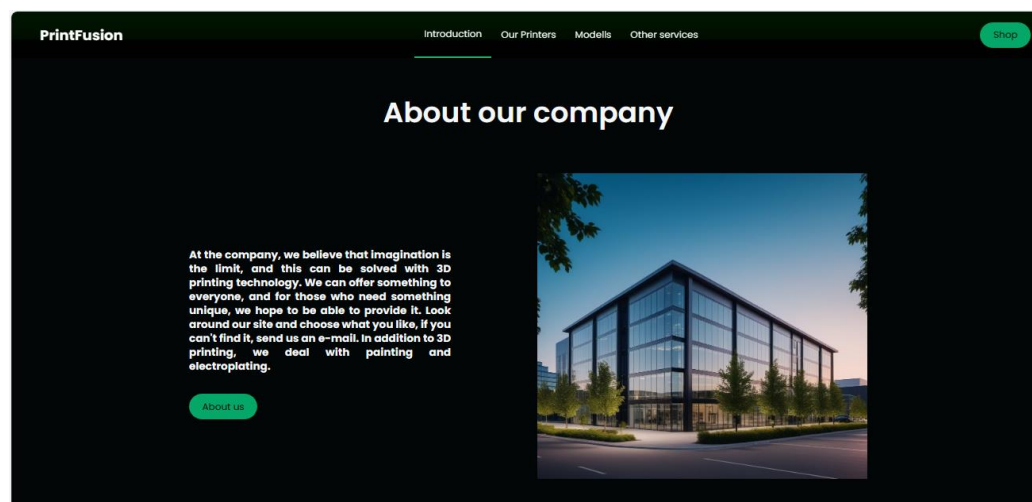 PrintFusion
Introduction
Our Printers
Modells
Other services
Shop
About our company
At the company, we believe that imagination is
the limit, and this can be solved with 3D
printing technology. We can offer something to
everyone, and for those who need something
unique, we hope to be able to provide it. Look
around our site and choose what you like, if you
can't find it, send us an e-mail. In addition to 3D
printing, we deal with painting and
electroplating.
About us